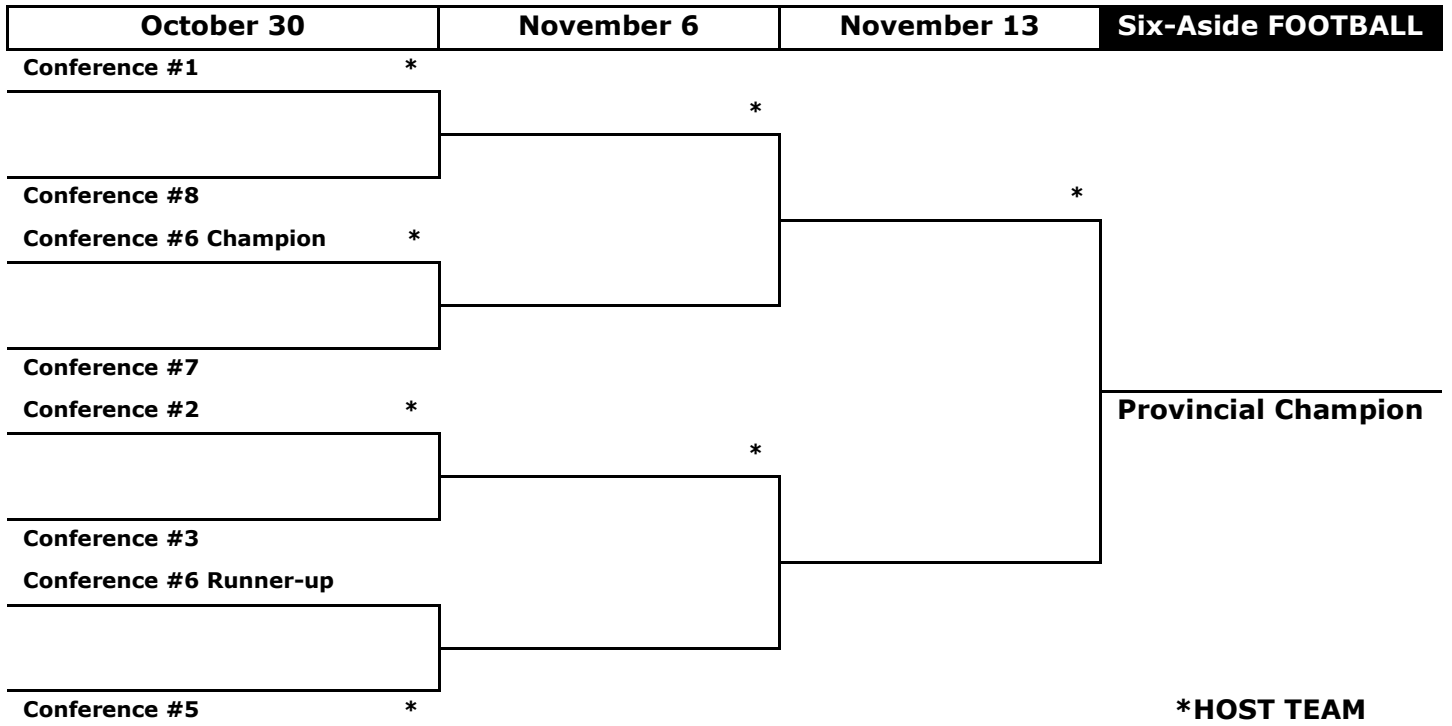 October 30 November 6 November 13 Six-Aside FOOTBALL
Conference #1 *
*
Conference #8 *
Conference #6 Champion *
Conference #7
Conference #2 * Provincial Champion
*
Conference #3
Conference #6 Runner-up
Conference #5 * *HOST TEAM